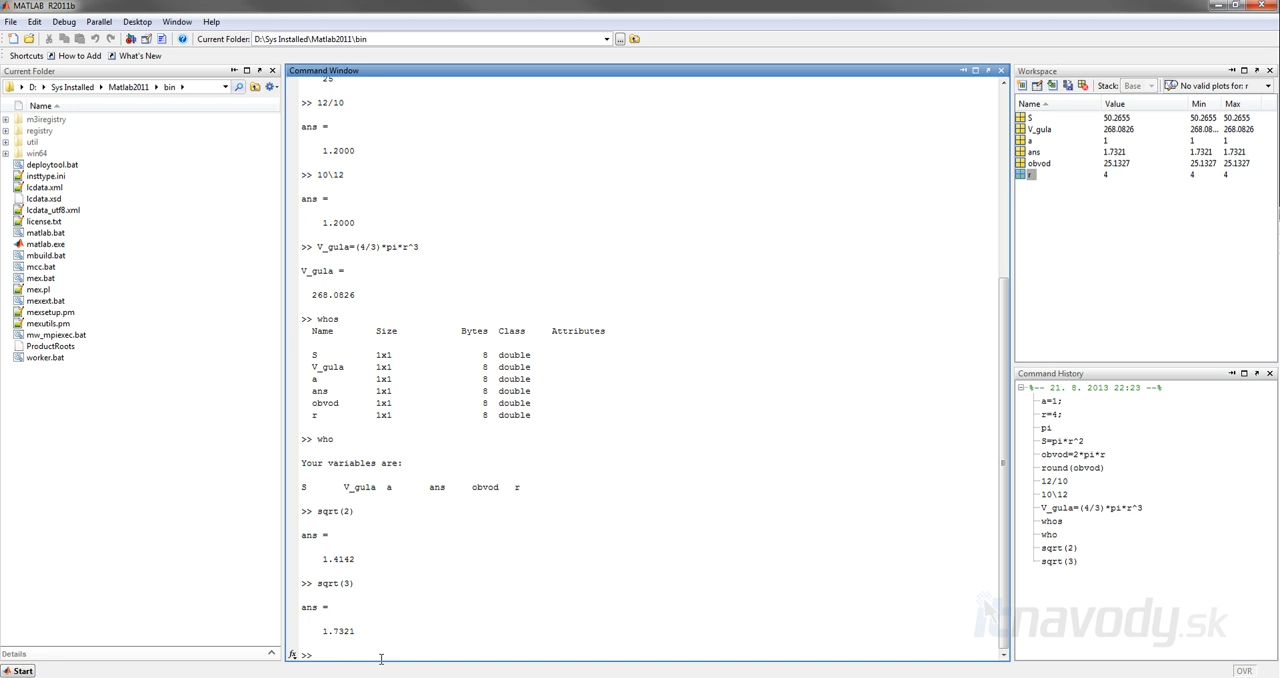 MATLAB R2011b
File Edit Debug Parallel Desktop Window Help
Current Folder: D:\Sys Installed\Matlab2011\bin
Shortcuts How to Add What's New
Current Folder
D: Sys Installed Matlab2011 bin
Name
m3iregistry
registry
util
win64
deploytool.bat
insttype.ini
lcdata.xml
lcdata.xsd
lcdata_utf8.xml
license.txt
matlab.bat
matlab.exe
mbuild.bat
mcc.bat
mex.bat
mex.pl
mexext.bat
mexsetup.pm
mexutils.pm
mw_mpiexec.bat
ProductRoots
worker.bat
Details
Start
Command Window
25
>> 12/10
ans =
1.2000
>> 10\12
ans =
1.2000
>> V_gula=(4/3)*pi*r^3
V_gula =
268.0826
>> whos
Name Size Bytes Class Attributes
S 1x1 8 double
V_gula 1x1 8 double
a 1x1 8 double
ans 1x1 8 double
obvod 1x1 8 double
r 1x1 8 double
>> who
Your variables are:
S V_gula a ans obvod r
>> sqrt(2)
ans =
1.4142
>> sqrt(3)
ans =
1.7321
fx >>
Workspace
Stack: Base No valid plots for: r
Name Value Min Max
S 50.2655 50.2655 50.2655
V_gula 268.0826 268.08... 268.0826
a 1 1 1
ans 1.7321 1.7321 1.7321
obvod 25.1327 25.1327 25.1327
r 4 4 4
Command History
%-- 21. 8. 2013 22:23 --%
a=1;
r=4;
pi
S=pi*r^2
obvod=2*pi*r
round(obvod)
12/10
10\12
V_gula=(4/3)*pi*r^3
whos
who
sqrt(2)
sqrt(3)
itnavody.sk
OVR